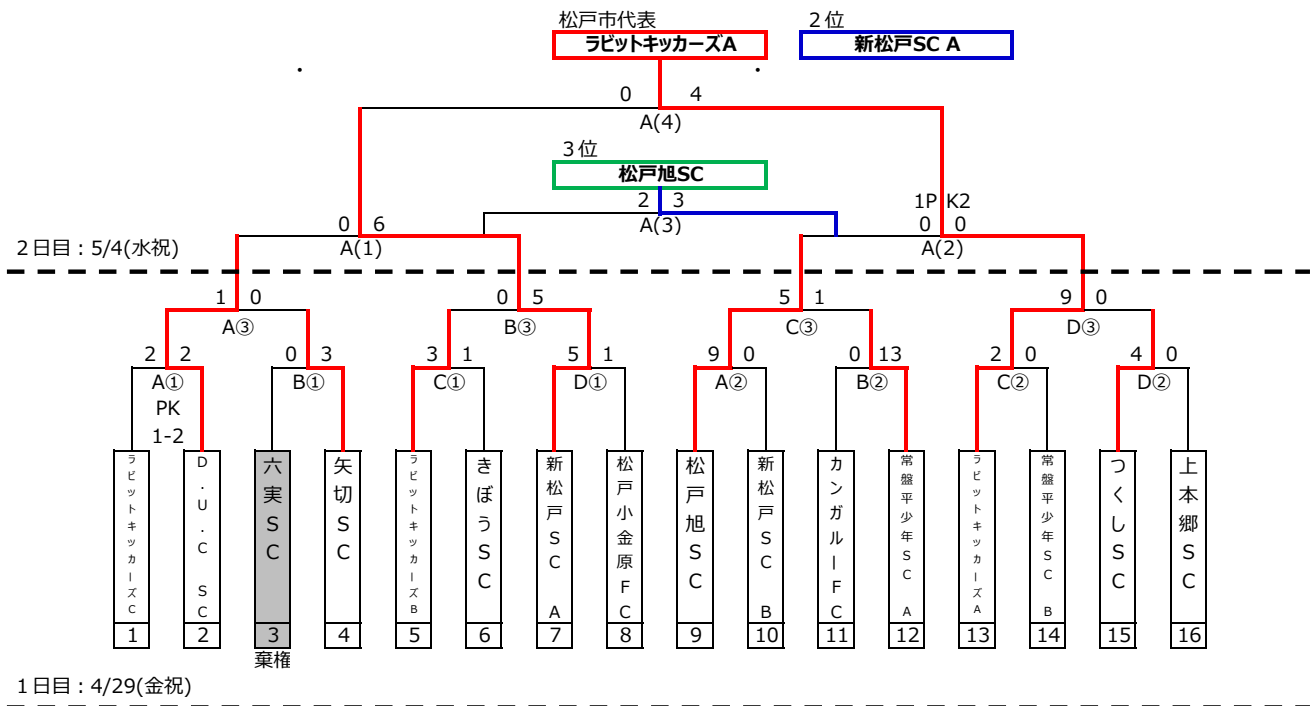 松戸市代表 2位
ラビットキッカーズA 新松戸SC A
0 4
A(4)
3位
松戸旭SC
2 3
A(3)
1PK2
0 6
A(1)
0 0
A(2)
2日目：5/4(水祝)
1 0
A③
0 5
B③
5 1
C③
9 0
D③
2 2
A①
PK
1-2
0 3
B①
3 1
C①
5 1
D①
9 0
A②
0 13
B②
2 0
C②
4 0
D②
ラビットキッカーズC
D.U.C SC
六実SC
矢切SC
ラビットキッカーズB
きぼうSC
新松戸SC A
松戸小金原FC
松戸旭SC
新松戸SC B
カンガルーFC
常盤平少年SC A
ラビットキッカーズA
常盤平少年SC B
つくしSC
上本郷SC
1 2 3 4 5 6 7 8 9 10 11 12 13 14 15 16
棄権
1日目：4/29(金祝)